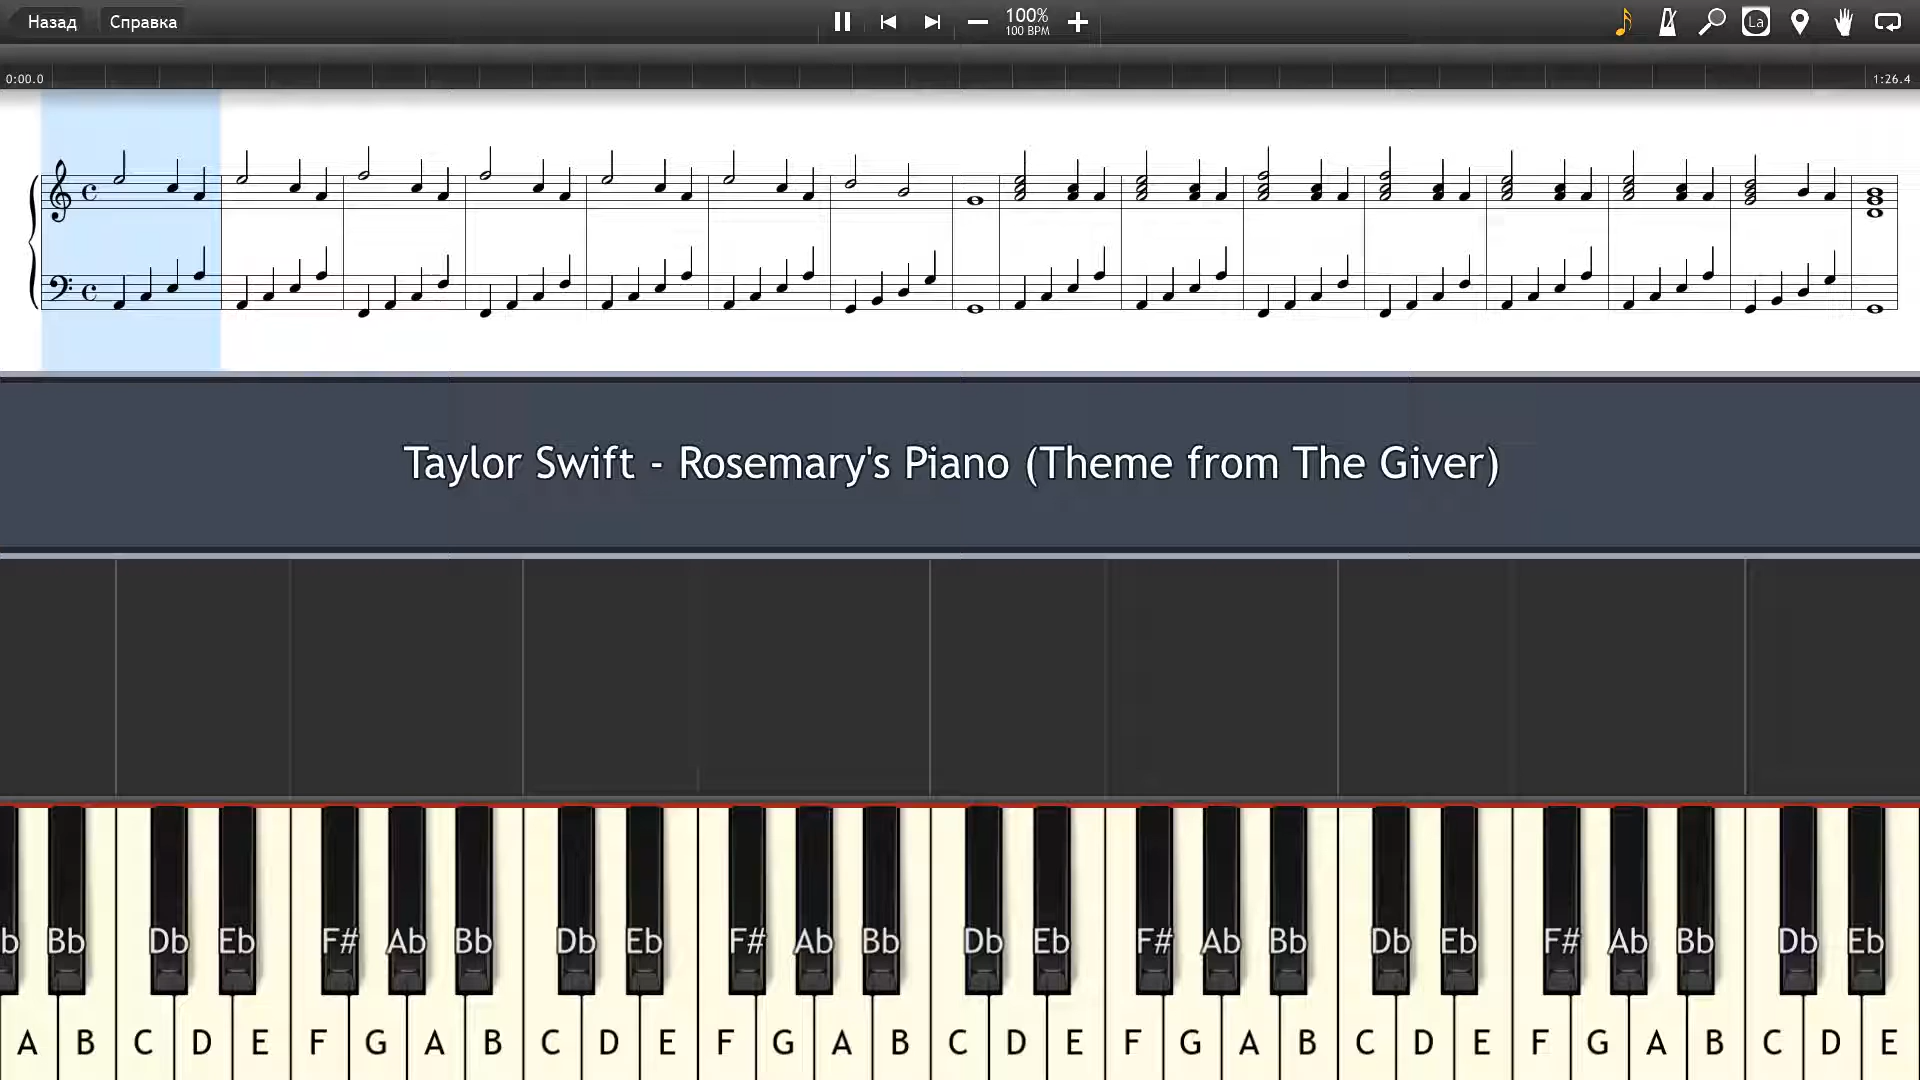 Назад Справка 100% La
100 BPM
0:00.0 1:26.4
Taylor Swift - Rosemary's Piano (Theme from The Giver)
b Bb Db Eb F# Ab Bb Db Eb F# Ab Bb Db Eb F# Ab Bb Db Eb F# Ab Bb Db Eb
A B C D E F G A B C D E F G A B C D E F G A B C D E F G A B C D E